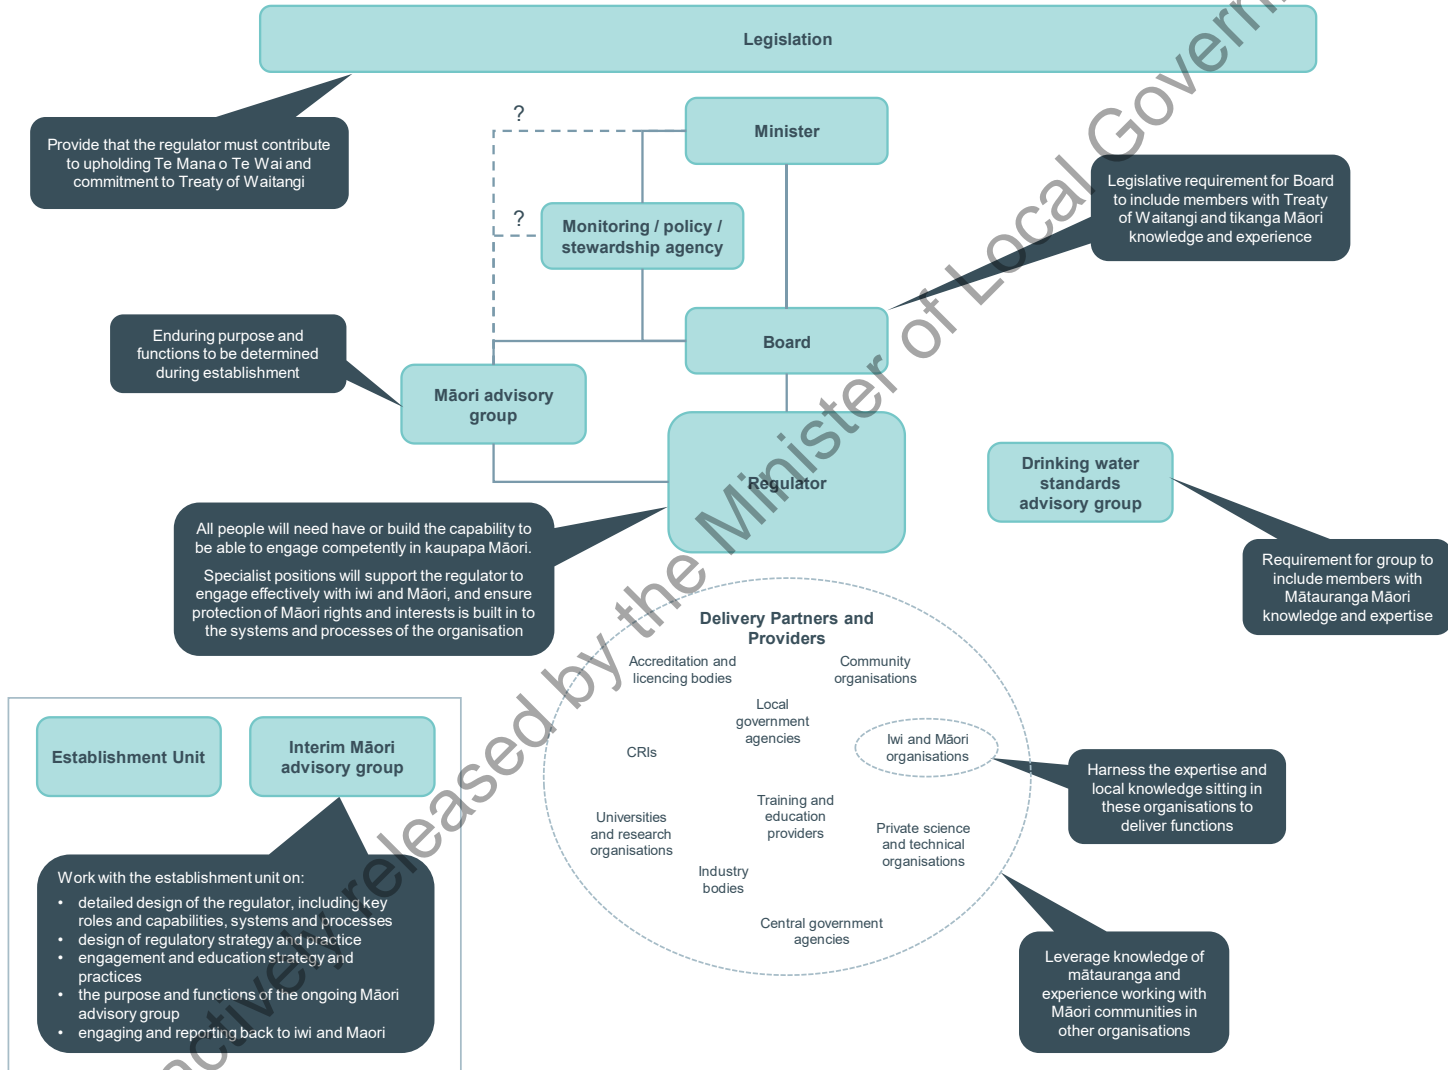 Legislation
?
Minister
Provide that the regulator must contribute
to upholding Te Mana o Te Wai and
commitment to Treaty of Waitangi
Legislative requirement for Board
to include members with Treaty
of Waitangi and tikanga Māori
knowledge and experience
?
Monitoring / policy /
stewardship agency
Enduring purpose and
functions to be determined
during establishment
Board
Māori advisory
group
Regulator
Drinking water
standards
advisory group
All people will need have or build the capability to
be able to engage competently in kaupapa Māori.
Specialist positions will support the regulator to
engage effectively with iwi and Māori, and ensure
protection of Māori rights and interests is built in to
the systems and processes of the organisation
Requirement for group to
include members with
Mātauranga Māori
knowledge and expertise
Delivery Partners and
Providers
Accreditation and
licencing bodies
Community
organisations
Local
government
agencies
CRIs
Iwi and Māori
organisations
Universities
and research
organisations
Training and
education
providers
Private science
and technical
organisations
Industry
bodies
Central government
agencies
Harness the expertise and
local knowledge sitting in
these organisations to
deliver functions
Leverage knowledge of
mātauranga and
experience working with
Māori communities in
other organisations
Establishment Unit
Interim Māori
advisory group
Work with the establishment unit on:
• detailed design of the regulator, including key
roles and capabilities, systems and processes
• design of regulatory strategy and practice
• engagement and education strategy and
practices
• the purpose and functions of the ongoing Māori
advisory group
• engaging and reporting back to iwi and Maori
released by the Minister of Local